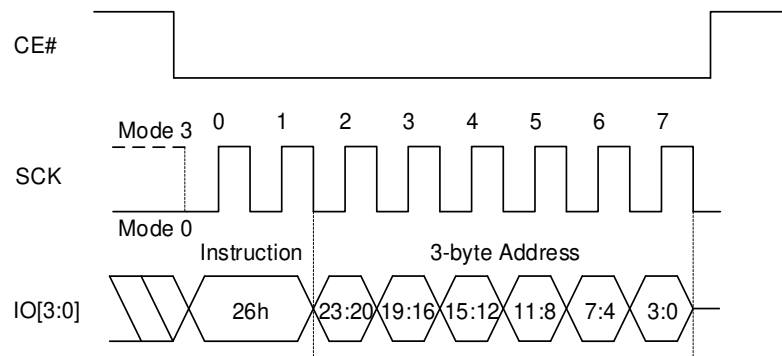 CE#
Mode 3 0 1 2 3 4 5 6 7
SCK
Mode 0
Instruction 3-byte Address
IO[3:0] 26h 23:20 19:16 15:12 11:8 7:4 3:0